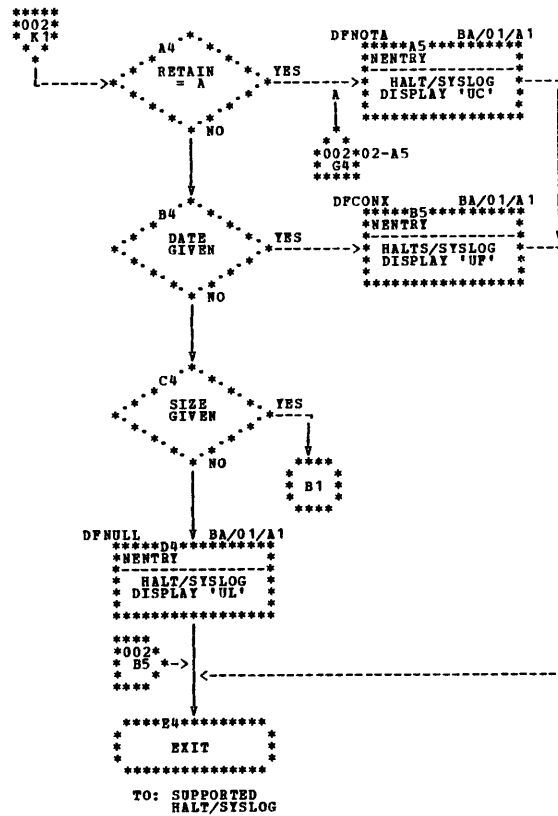 002
K1
A4
RETAIN
= A
YES
NO
DFNOTA BA/01/A1
A5
NENTRY
HALT/SYSLOG
DISPLAY 'UC'
A
*002*02-A5
G4
B4
DATE
GIVEN
YES
NO
DFCONX BA/01/A1
B5
NENTRY
HALTS/SYSLOG
DISPLAY 'UF'
C4
SIZE
GIVEN
YES
NO
B1
DFNULL BA/01/A1
D4
NENTRY
HALT/SYSLOG
DISPLAY 'UL'
002
B5
E4
EXIT
TO: SUPPORTED
HALT/SYSLOG